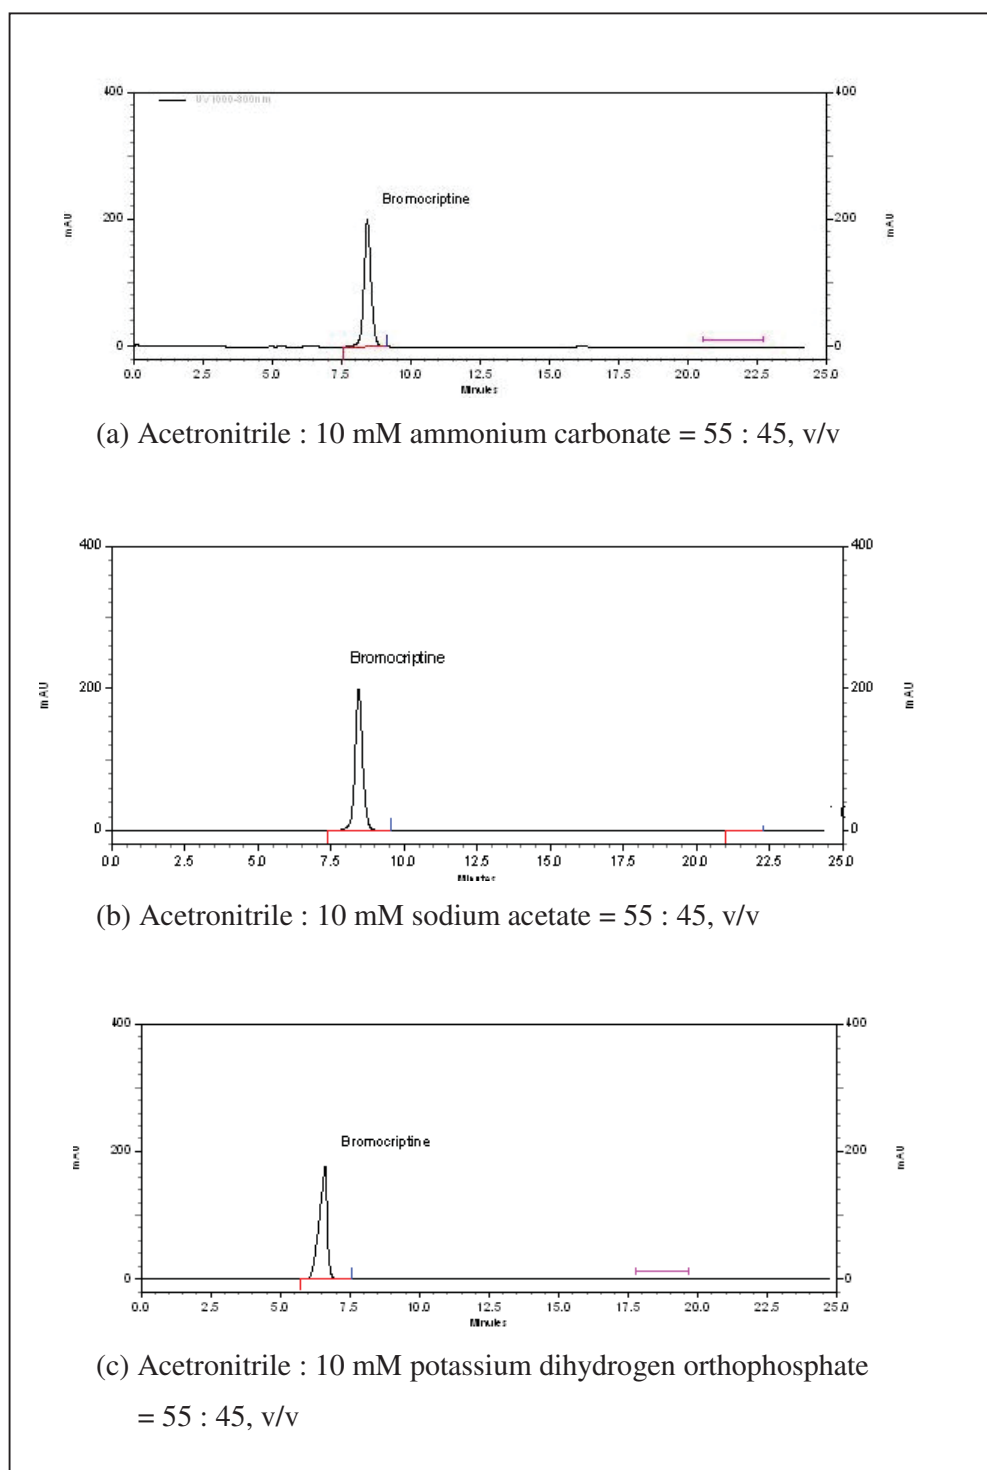 400 400
UV (000-800nm)
Bromocriptine
200 200
mAU mAU
0 0
0.0 2.5 5.0 7.5 10.0 12.5 15.0 17.5 20.0 22.5 25.0
Minutes
(a) Acetronitrile : 10 mM ammonium carbonate = 55 : 45, v/v
400 400
Bromocriptine
200 200
mAU mAU
0 0
0.0 2.5 5.0 7.5 10.0 12.5 15.0 17.5 20.0 22.5 25.0
Minutes
(b) Acetronitrile : 10 mM sodium acetate = 55 : 45, v/v
400 400
Bromocriptine
200 200
mAU mAU
0 0
0.0 2.5 5.0 7.5 10.0 12.5 15.0 17.5 20.0 22.5 25.0
Minutes
(c) Acetronitrile : 10 mM potassium dihydrogen orthophosphate
= 55 : 45, v/v